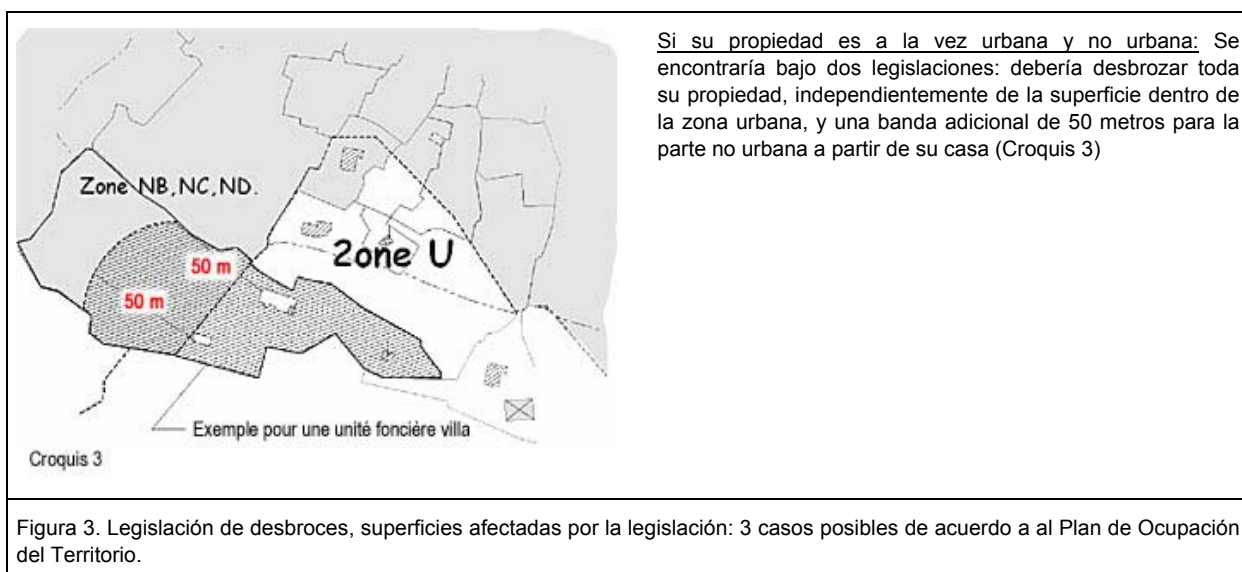 Si su propiedad es a la vez urbana y no urbana: Se
encontraría bajo dos legislaciones: debería desbrozar toda
su propiedad, independientemente de la superficie dentro de
la zona urbana, y una banda adicional de 50 metros para la
parte no urbana a partir de su casa (Croquis 3)
Zone NB,NC,ND.
2one U
50 m
50 m
Exemple pour une unité foncière villa
Croquis 3
Figura 3. Legislación de desbroces, superficies afectadas por la legislación: 3 casos posibles de acuerdo a al Plan de Ocupación
del Territorio.